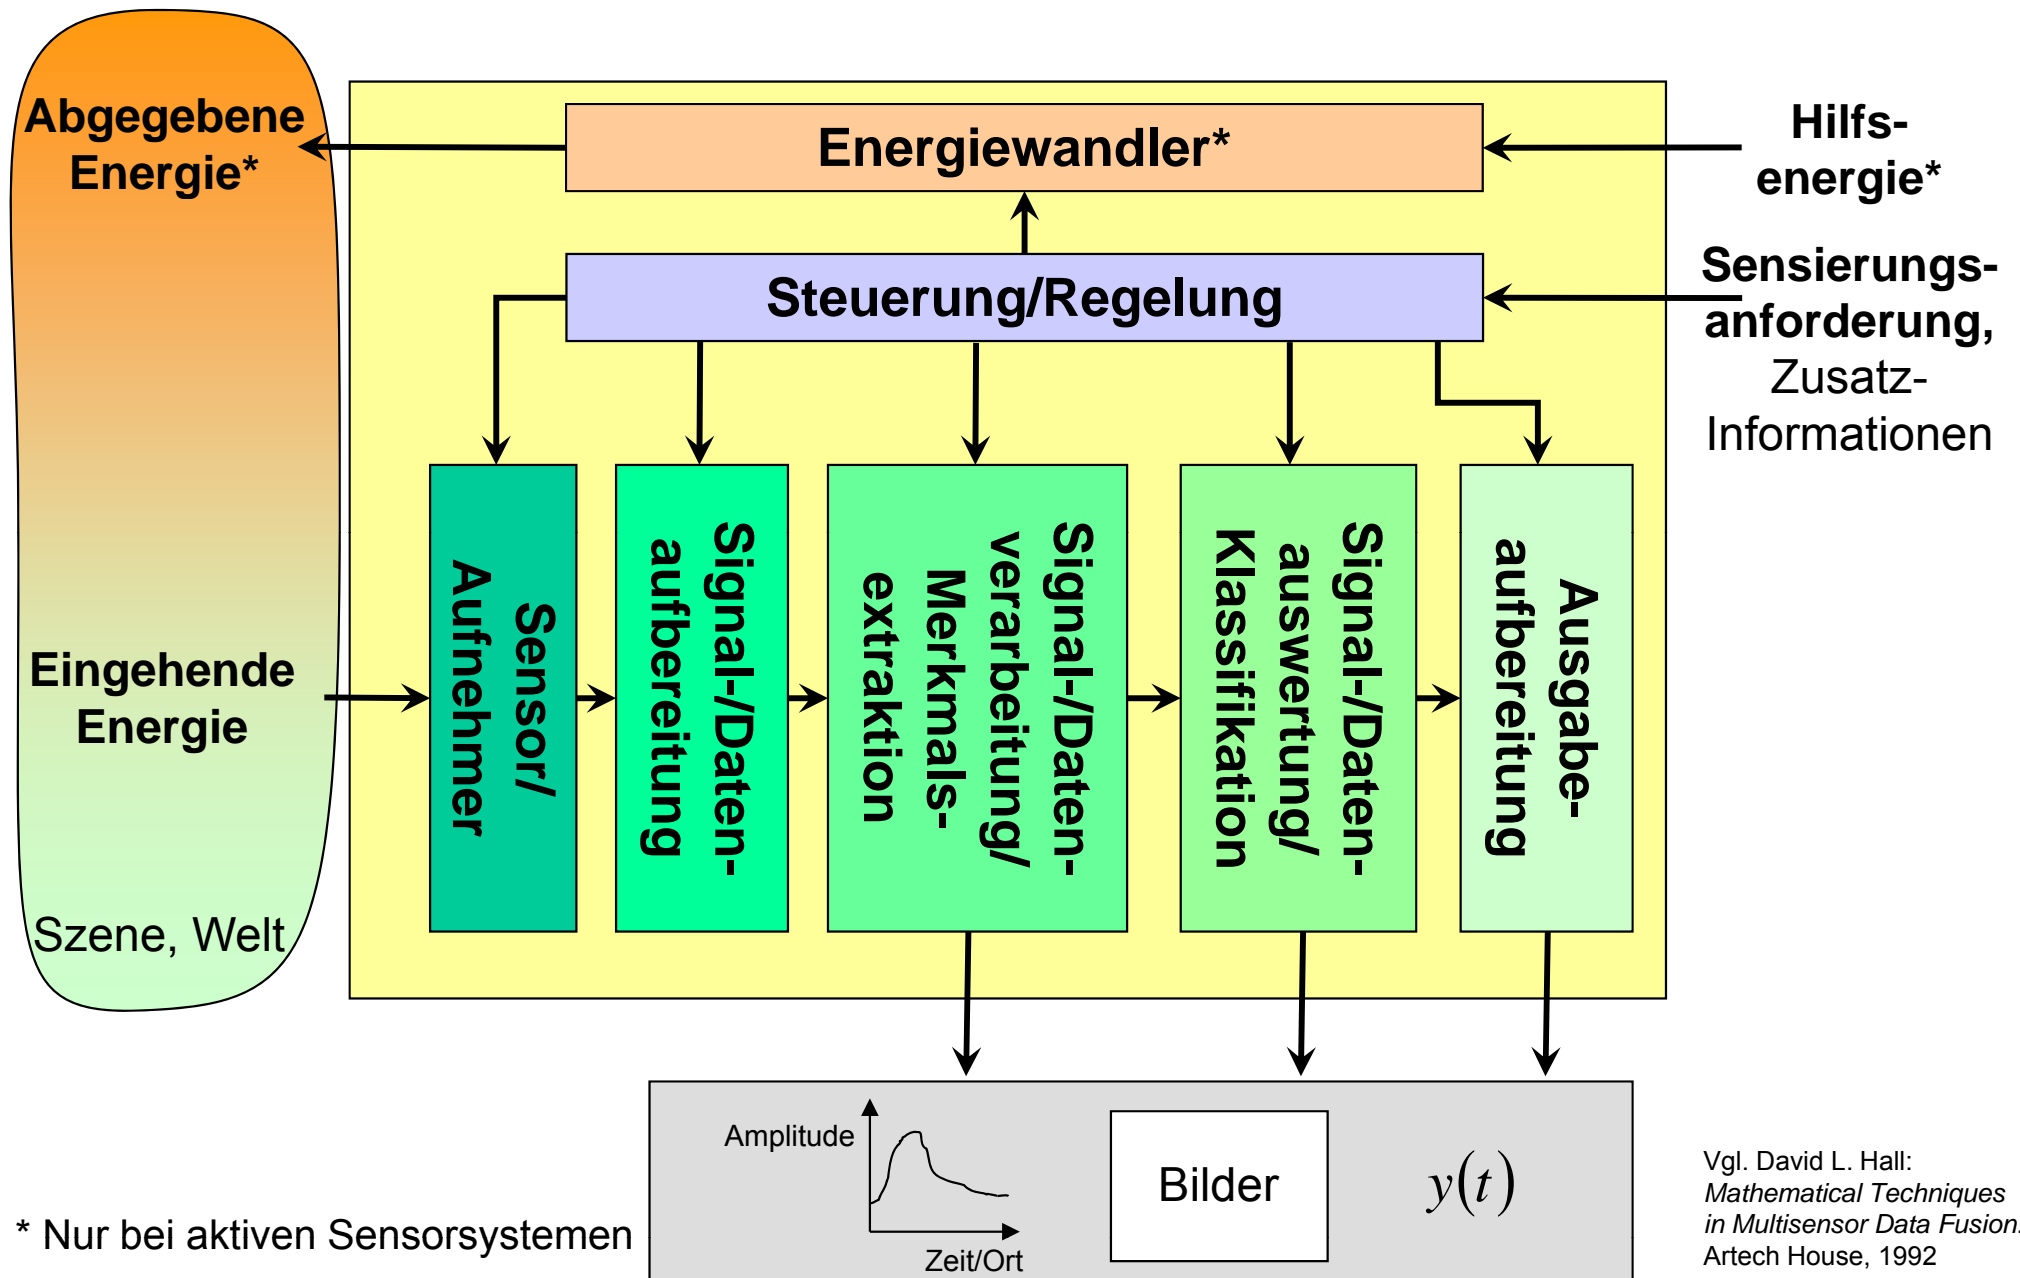 Abgegebene
Energie*
Energiewandler*
Hilfs-
energie*
Steuerung/Regelung
Sensierungs-
anforderung,
Zusatz-
Informationen
Eingehende
Energie
Szene, Welt
Sensor/
Aufnehmer
Signal-/Daten-
aufbereitung
Signal-/Daten-
verarbeitung/
Merkmals-
extraktion
Signal-/Daten-
auswertung/
Klassifikation
Ausgabe-
aufbereitung
Amplitude
Zeit/Ort
Bilder
y(t)
* Nur bei aktiven Sensorsystemen
Vgl. David L. Hall:
Mathematical Techniques
in Multisensor Data Fusion.
Artech House, 1992